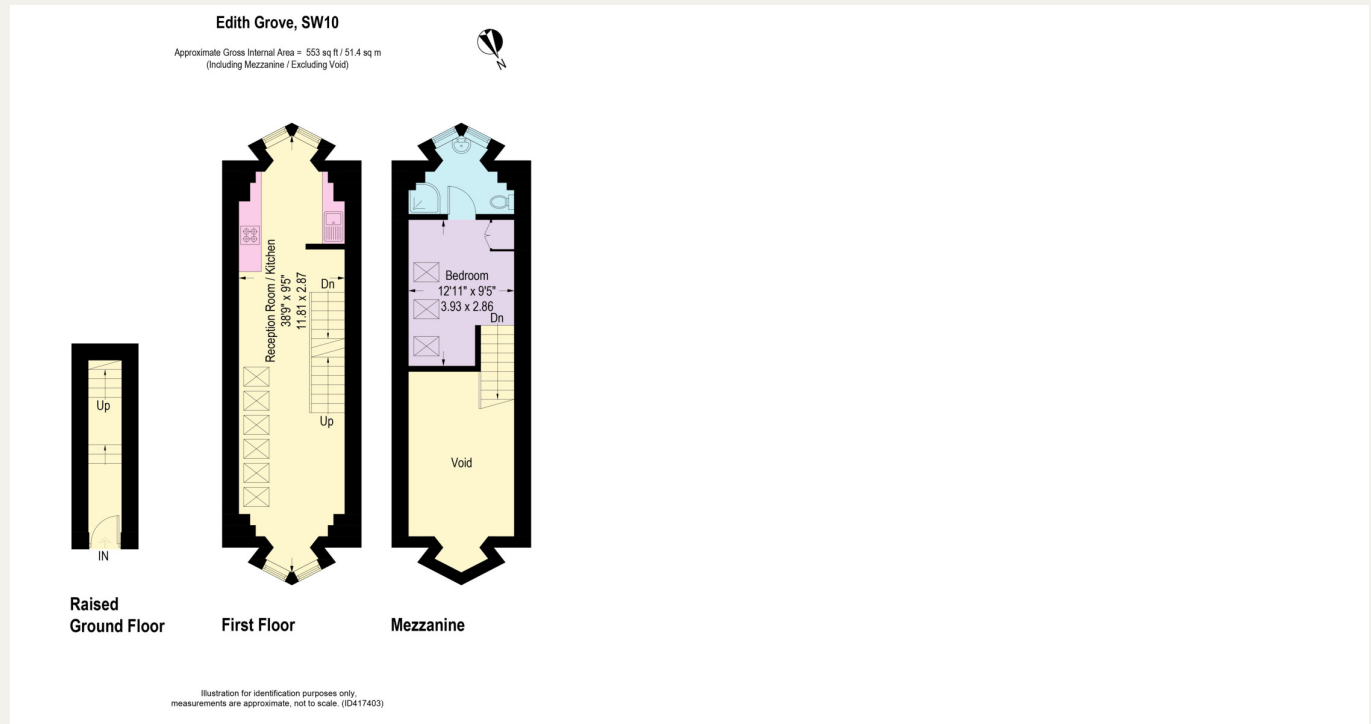 Edith Grove, SW10
Approximate Gross Internal Area = 553 sq ft / 51.4 sq m
(Including Mezzanine / Excluding Void)
N
Reception Room / Kitchen
38'9" x 9'5"
11.81 x 2.87
Dn
Up
Bedroom
12'11" x 9'5"
3.93 x 2.86
Dn
Void
Up
IN
Raised
Ground Floor
First Floor
Mezzanine
Illustration for identification purposes only,
measurements are approximate, not to scale. (ID417403)